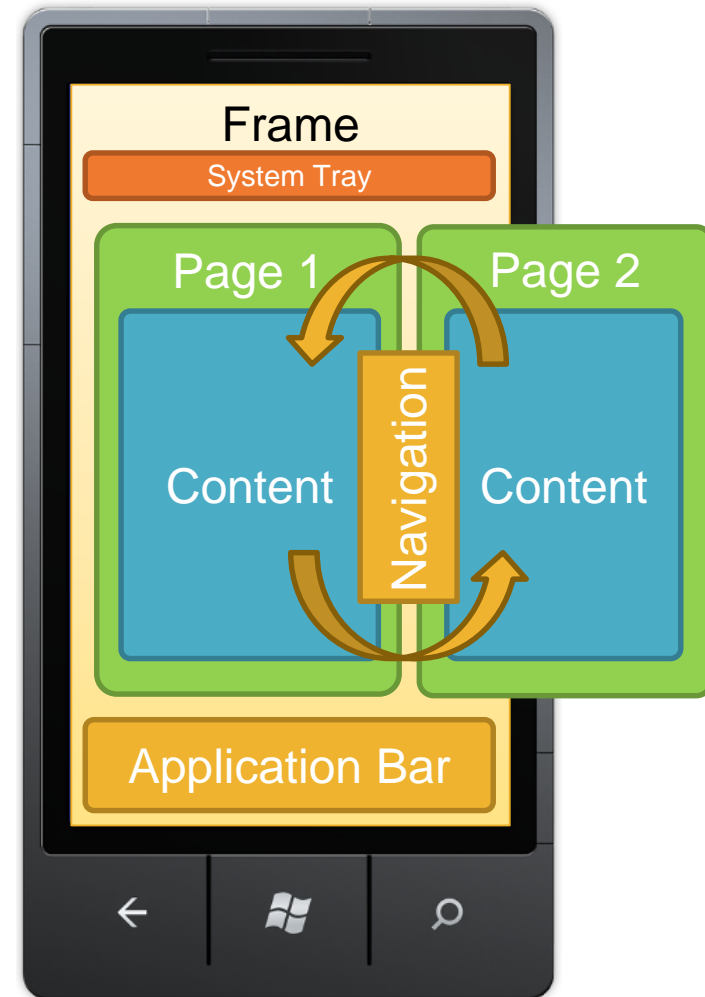 Frame
System Tray
Page 1
Page 2
Content
Navigation
Content
Application Bar